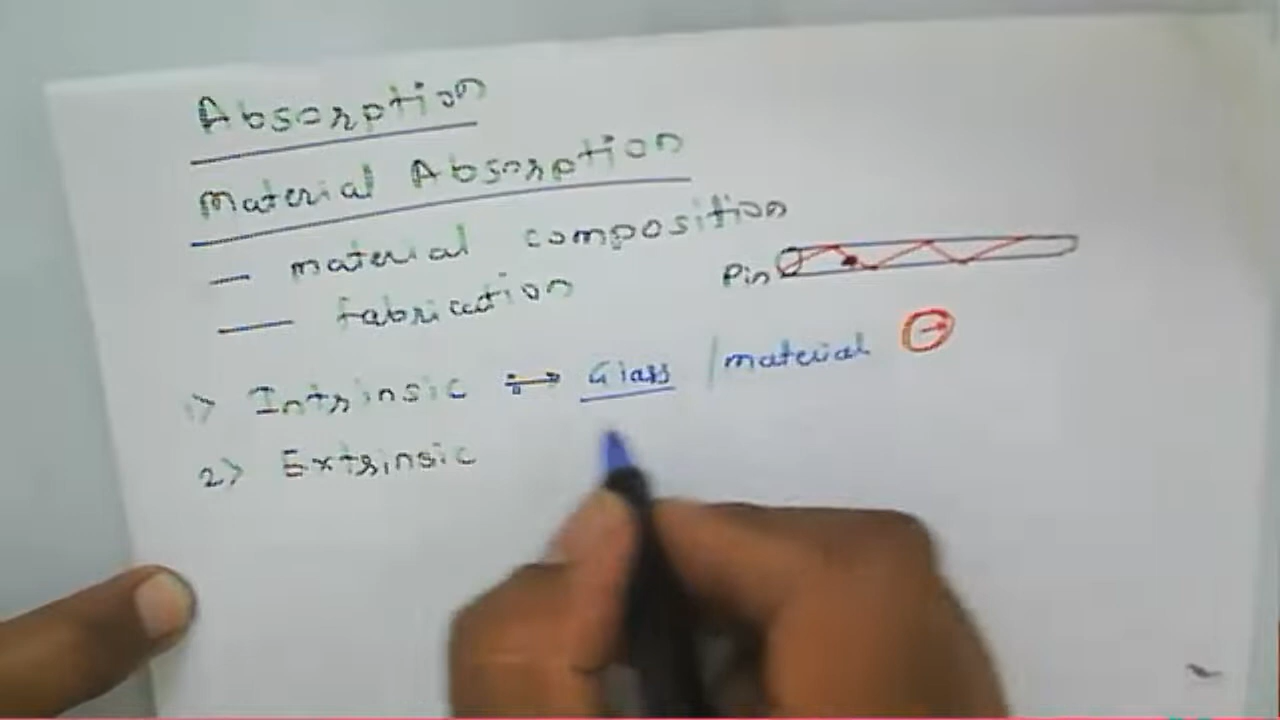 Absorption
Material Absorption
— material composition
— fabrication
Pin
1) Intrinsic → Glass / material
2) Extrinsic